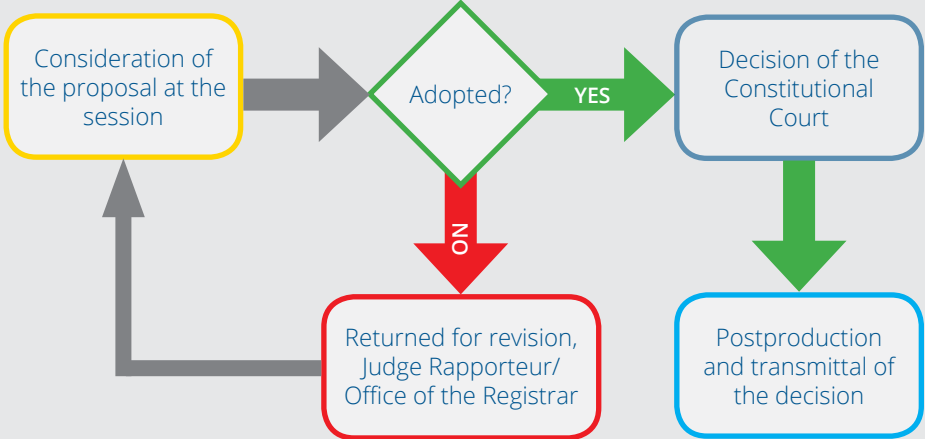 Consideration of
the proposal at the
session
Adopted?
YES
Decision of the
Constitutional
Court
NO
Returned for revision,
Judge Rapporteur/
Office of the Registrar
Postproduction
and transmittal of
the decision